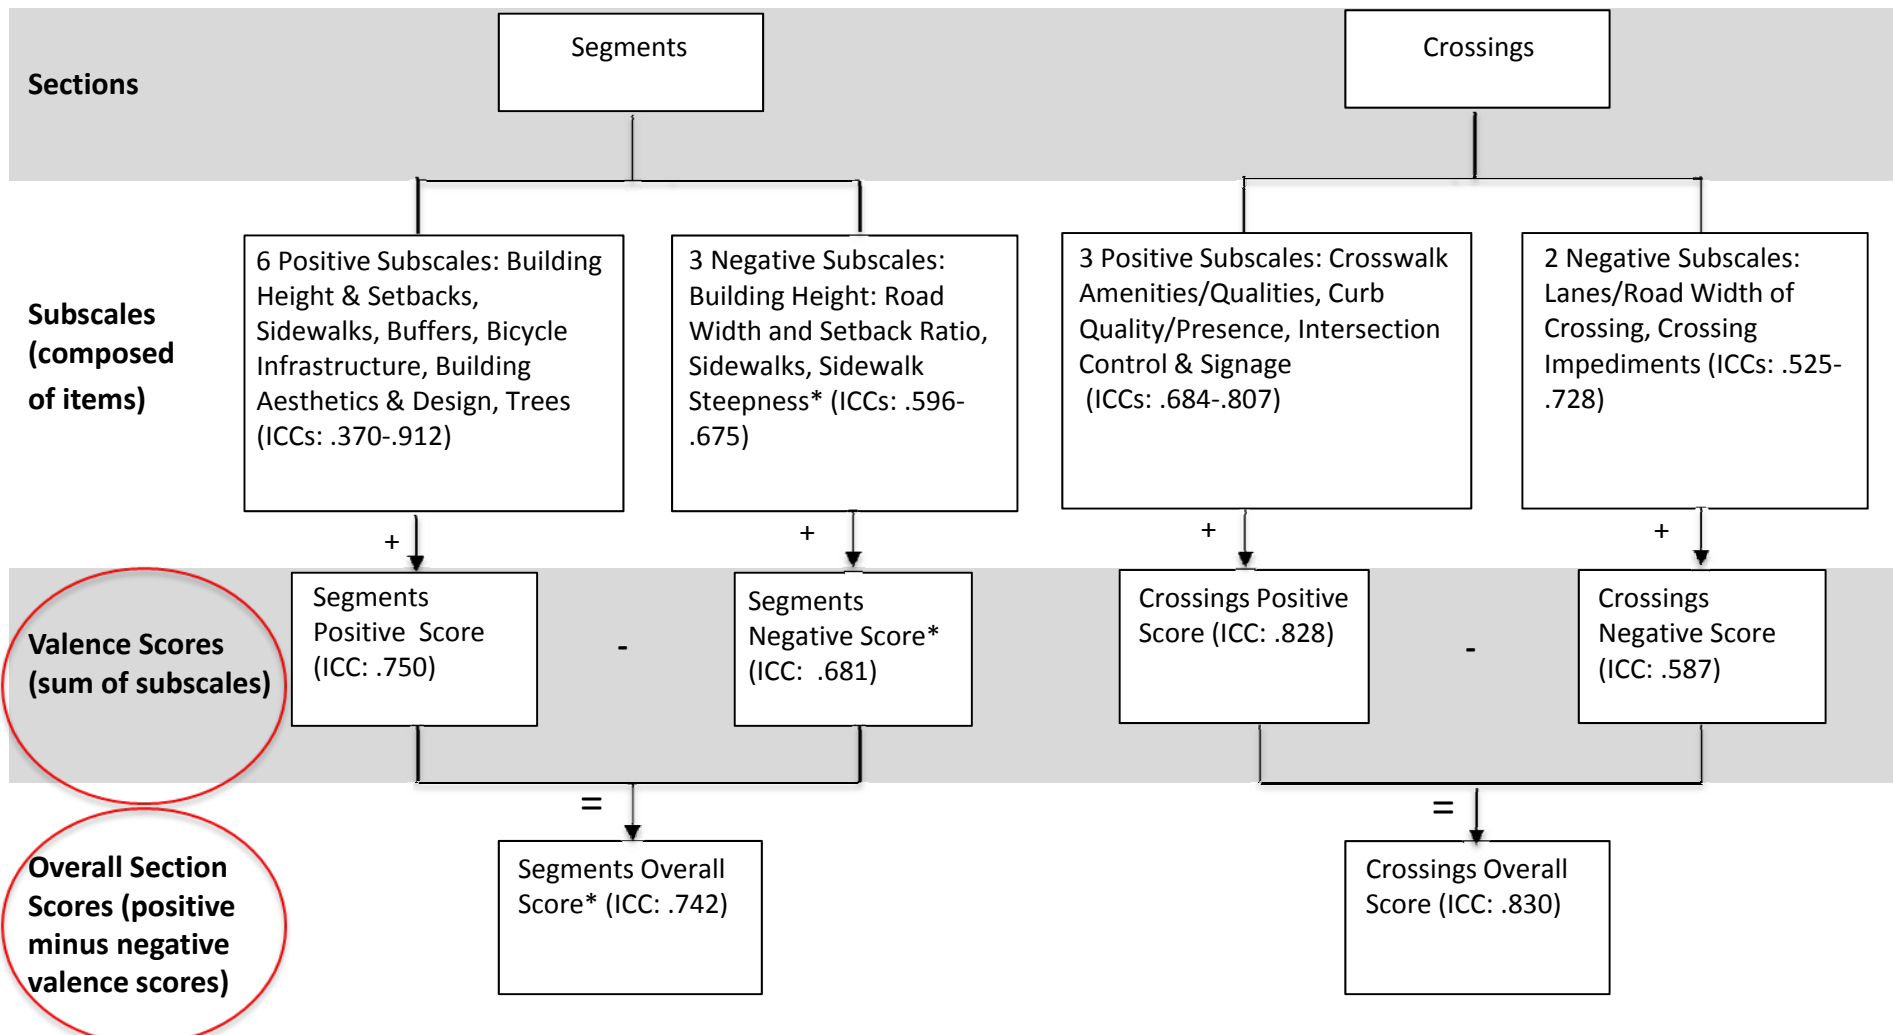 Segments
Crossings
Sections
6 Positive Subscales: Building
Height & Setbacks,
Sidewalks, Buffers, Bicycle
Infrastructure, Building
Aesthetics & Design, Trees
(ICCs: .370-.912)
3 Negative Subscales:
Building Height: Road
Width and Setback Ratio,
Sidewalks, Sidewalk
Steepness* (ICCs: .596-
.675)
3 Positive Subscales: Crosswalk
Amenities/Qualities, Curb
Quality/Presence, Intersection
Control & Signage
(ICCs: .684-.807)
2 Negative Subscales:
Lanes/Road Width of
Crossing, Crossing
Impediments (ICCs: .525-
.728)
Subscales
(composed
of items)
+
+
+
+
Valence Scores
(sum of subscales)
Segments
Positive Score
(ICC: .750)
-
Segments
Negative Score*
(ICC: .681)
Crossings Positive
Score (ICC: .828)
-
Crossings
Negative Score
(ICC: .587)
=
=
Overall Section
Scores (positive
minus negative
valence scores)
Segments Overall
Score* (ICC: .742)
Crossings Overall
Score (ICC: .830)